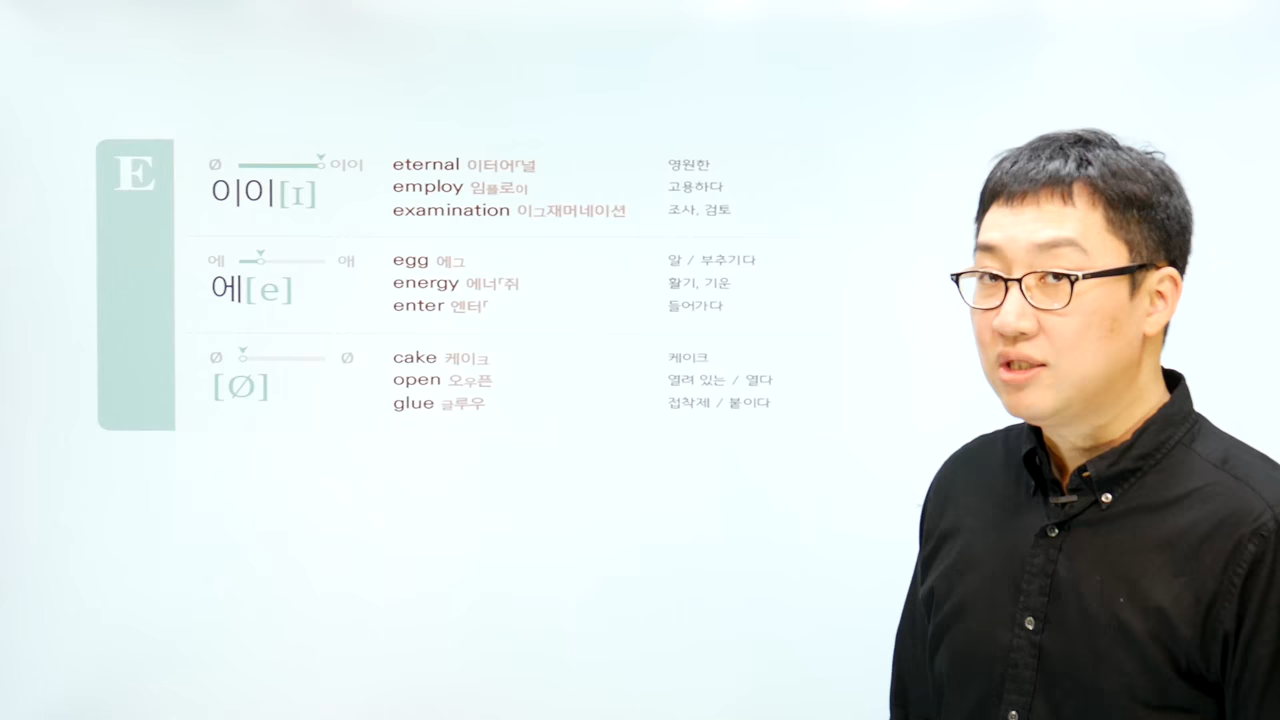 E
Ø 이이
이이[ɪ]
eternal 이터어「널 영원한
employ 임플로이 고용하다
examination 이그재머네이션 조사, 검토
에 애
에[e]
egg 에그 알 / 부추기다
energy 에너「쥐 활기, 기운
enter 엔터「 들어가다
Ø Ø
[Ø]
cake 케이크 케이크
open 오우픈 열려 있는 / 열다
glue 글루우 접착제 / 붙이다